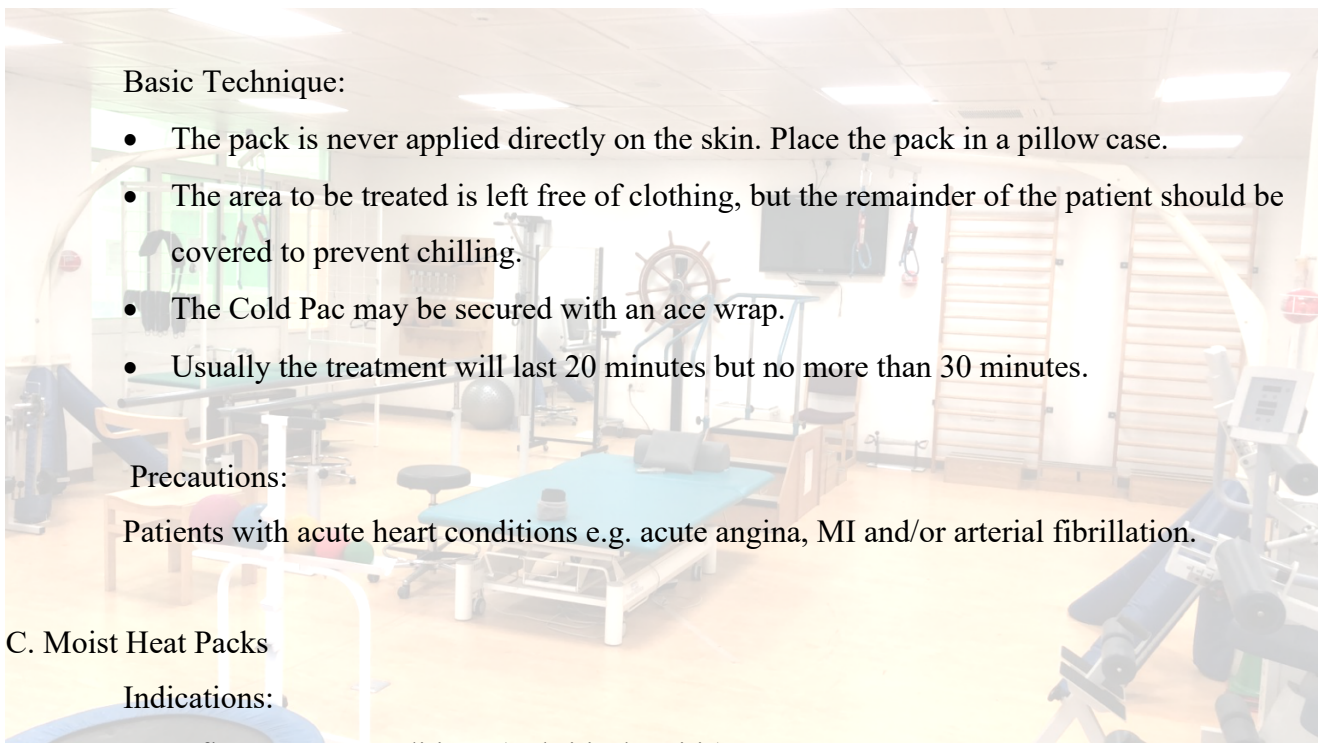 Basic Technique:
• The pack is never applied directly on the skin. Place the pack in a pillow case.
• The area to be treated is left free of clothing, but the remainder of the patient should be
covered to prevent chilling.
• The Cold Pac may be secured with an ace wrap.
• Usually the treatment will last 20 minutes but no more than 30 minutes.
Precautions:
Patients with acute heart conditions e.g. acute angina, MI and/or arterial fibrillation.
C. Moist Heat Packs
Indications: